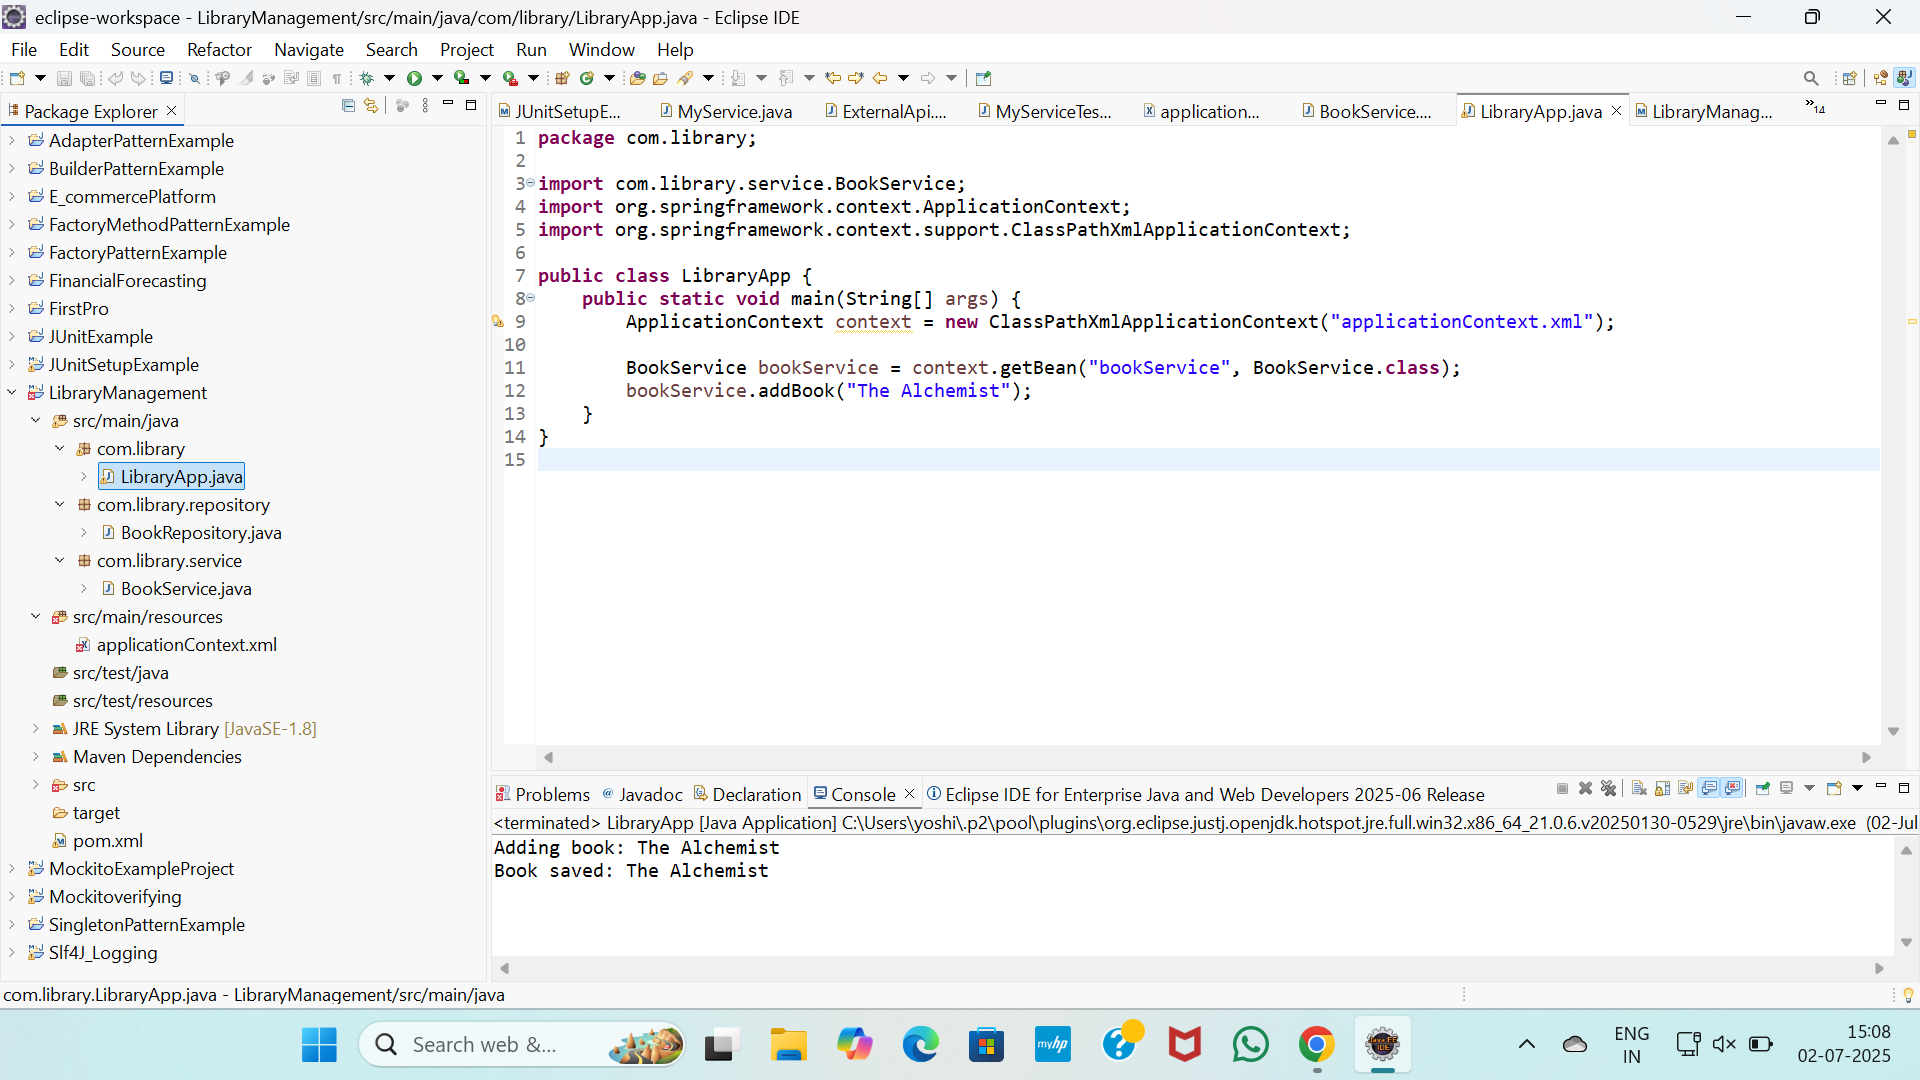 eclipse-workspace - LibraryManagement/src/main/java/com/library/LibraryApp.java - Eclipse IDE
File Edit Source Refactor Navigate Search Project Run Window Help
Package Explorer
AdapterPatternExample
BuilderPatternExample
E_commercePlatform
FactoryMethodPatternExample
FactoryPatternExample
FinancialForecasting
FirstPro
JUnitExample
JUnitSetupExample
LibraryManagement
src/main/java
com.library
LibraryApp.java
com.library.repository
BookRepository.java
com.library.service
BookService.java
src/main/resources
applicationContext.xml
src/test/java
src/test/resources
JRE System Library [JavaSE-1.8]
Maven Dependencies
src
target
pom.xml
MockitoExampleProject
Mockitoverifying
SingletonPatternExample
Slf4J_Logging
JUnitSetupE... MyService.java ExternalApi.... MyServiceTes... application... BookService.... LibraryApp.java LibraryManag... »14
1 package com.library;
2
3 import com.library.service.BookService;
4 import org.springframework.context.ApplicationContext;
5 import org.springframework.context.support.ClassPathXmlApplicationContext;
6
7 public class LibraryApp {
8 public static void main(String[] args) {
9 ApplicationContext context = new ClassPathXmlApplicationContext("applicationContext.xml");
10
11 BookService bookService = context.getBean("bookService", BookService.class);
12 bookService.addBook("The Alchemist");
13 }
14 }
15
Problems @ Javadoc Declaration Console Eclipse IDE for Enterprise Java and Web Developers 2025-06 Release
<terminated> LibraryApp [Java Application] C:\Users\yoshi\.p2\pool\plugins\org.eclipse.justj.openjdk.hotspot.jre.full.win32.x86_64_21.0.6.v20250130-0529\jre\bin\javaw.exe (02-Jul
Adding book: The Alchemist
Book saved: The Alchemist
com.library.LibraryApp.java - LibraryManagement/src/main/java
Search web &...
myhp
ENG
IN
15:08
02-07-2025